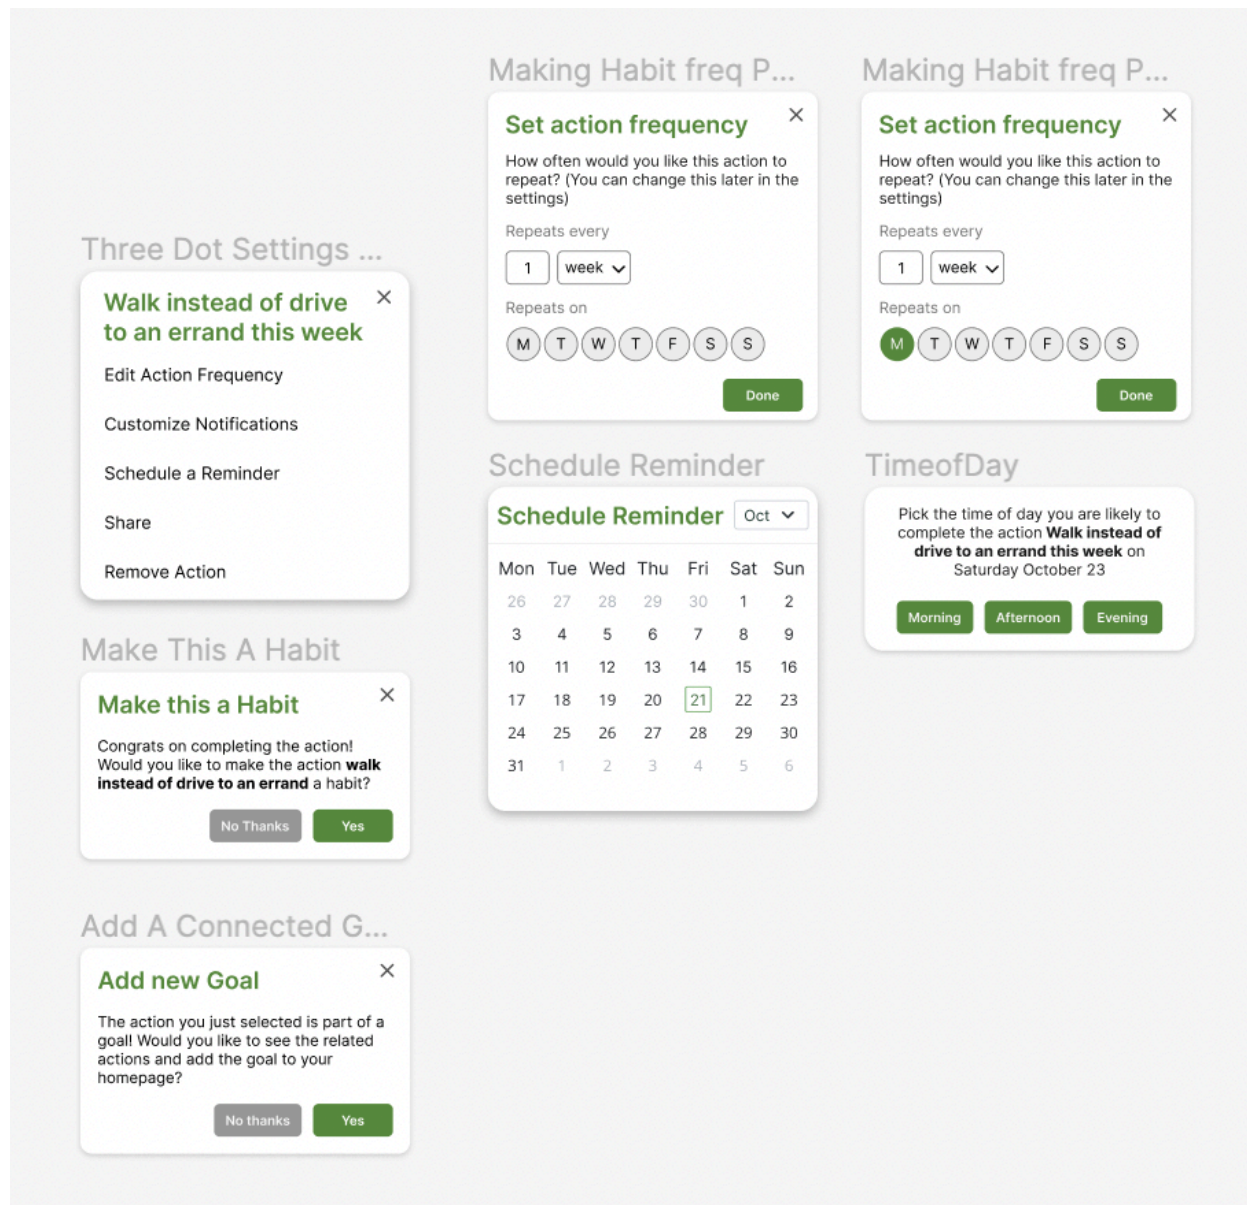 Three Dot Settings ...
Walk instead of drive
to an errand this week
Edit Action Frequency
Customize Notifications
Schedule a Reminder
Share
Remove Action
Make This A Habit
Make this a Habit
Congrats on completing the action!
Would you like to make the action walk
instead of drive to an errand a habit?
No Thanks Yes
Add A Connected G...
Add new Goal
The action you just selected is part of a
goal! Would you like to see the related
actions and add the goal to your
homepage?
No thanks Yes
Making Habit freq P...
Set action frequency
How often would you like this action to
repeat? (You can change this later in the
settings)
Repeats every
1 week
Repeats on
M T W T F S S
Done
Making Habit freq P...
Set action frequency
How often would you like this action to
repeat? (You can change this later in the
settings)
Repeats every
1 week
Repeats on
M T W T F S S
Done
Schedule Reminder
Schedule Reminder Oct
Mon Tue Wed Thu Fri Sat Sun
26 27 28 29 30 1 2
3 4 5 6 7 8 9
10 11 12 13 14 15 16
17 18 19 20 21 22 23
24 25 26 27 28 29 30
31 1 2 3 4 5 6
TimeofDay
Pick the time of day you are likely to
complete the action Walk instead of
drive to an errand this week on
Saturday October 23
Morning Afternoon Evening